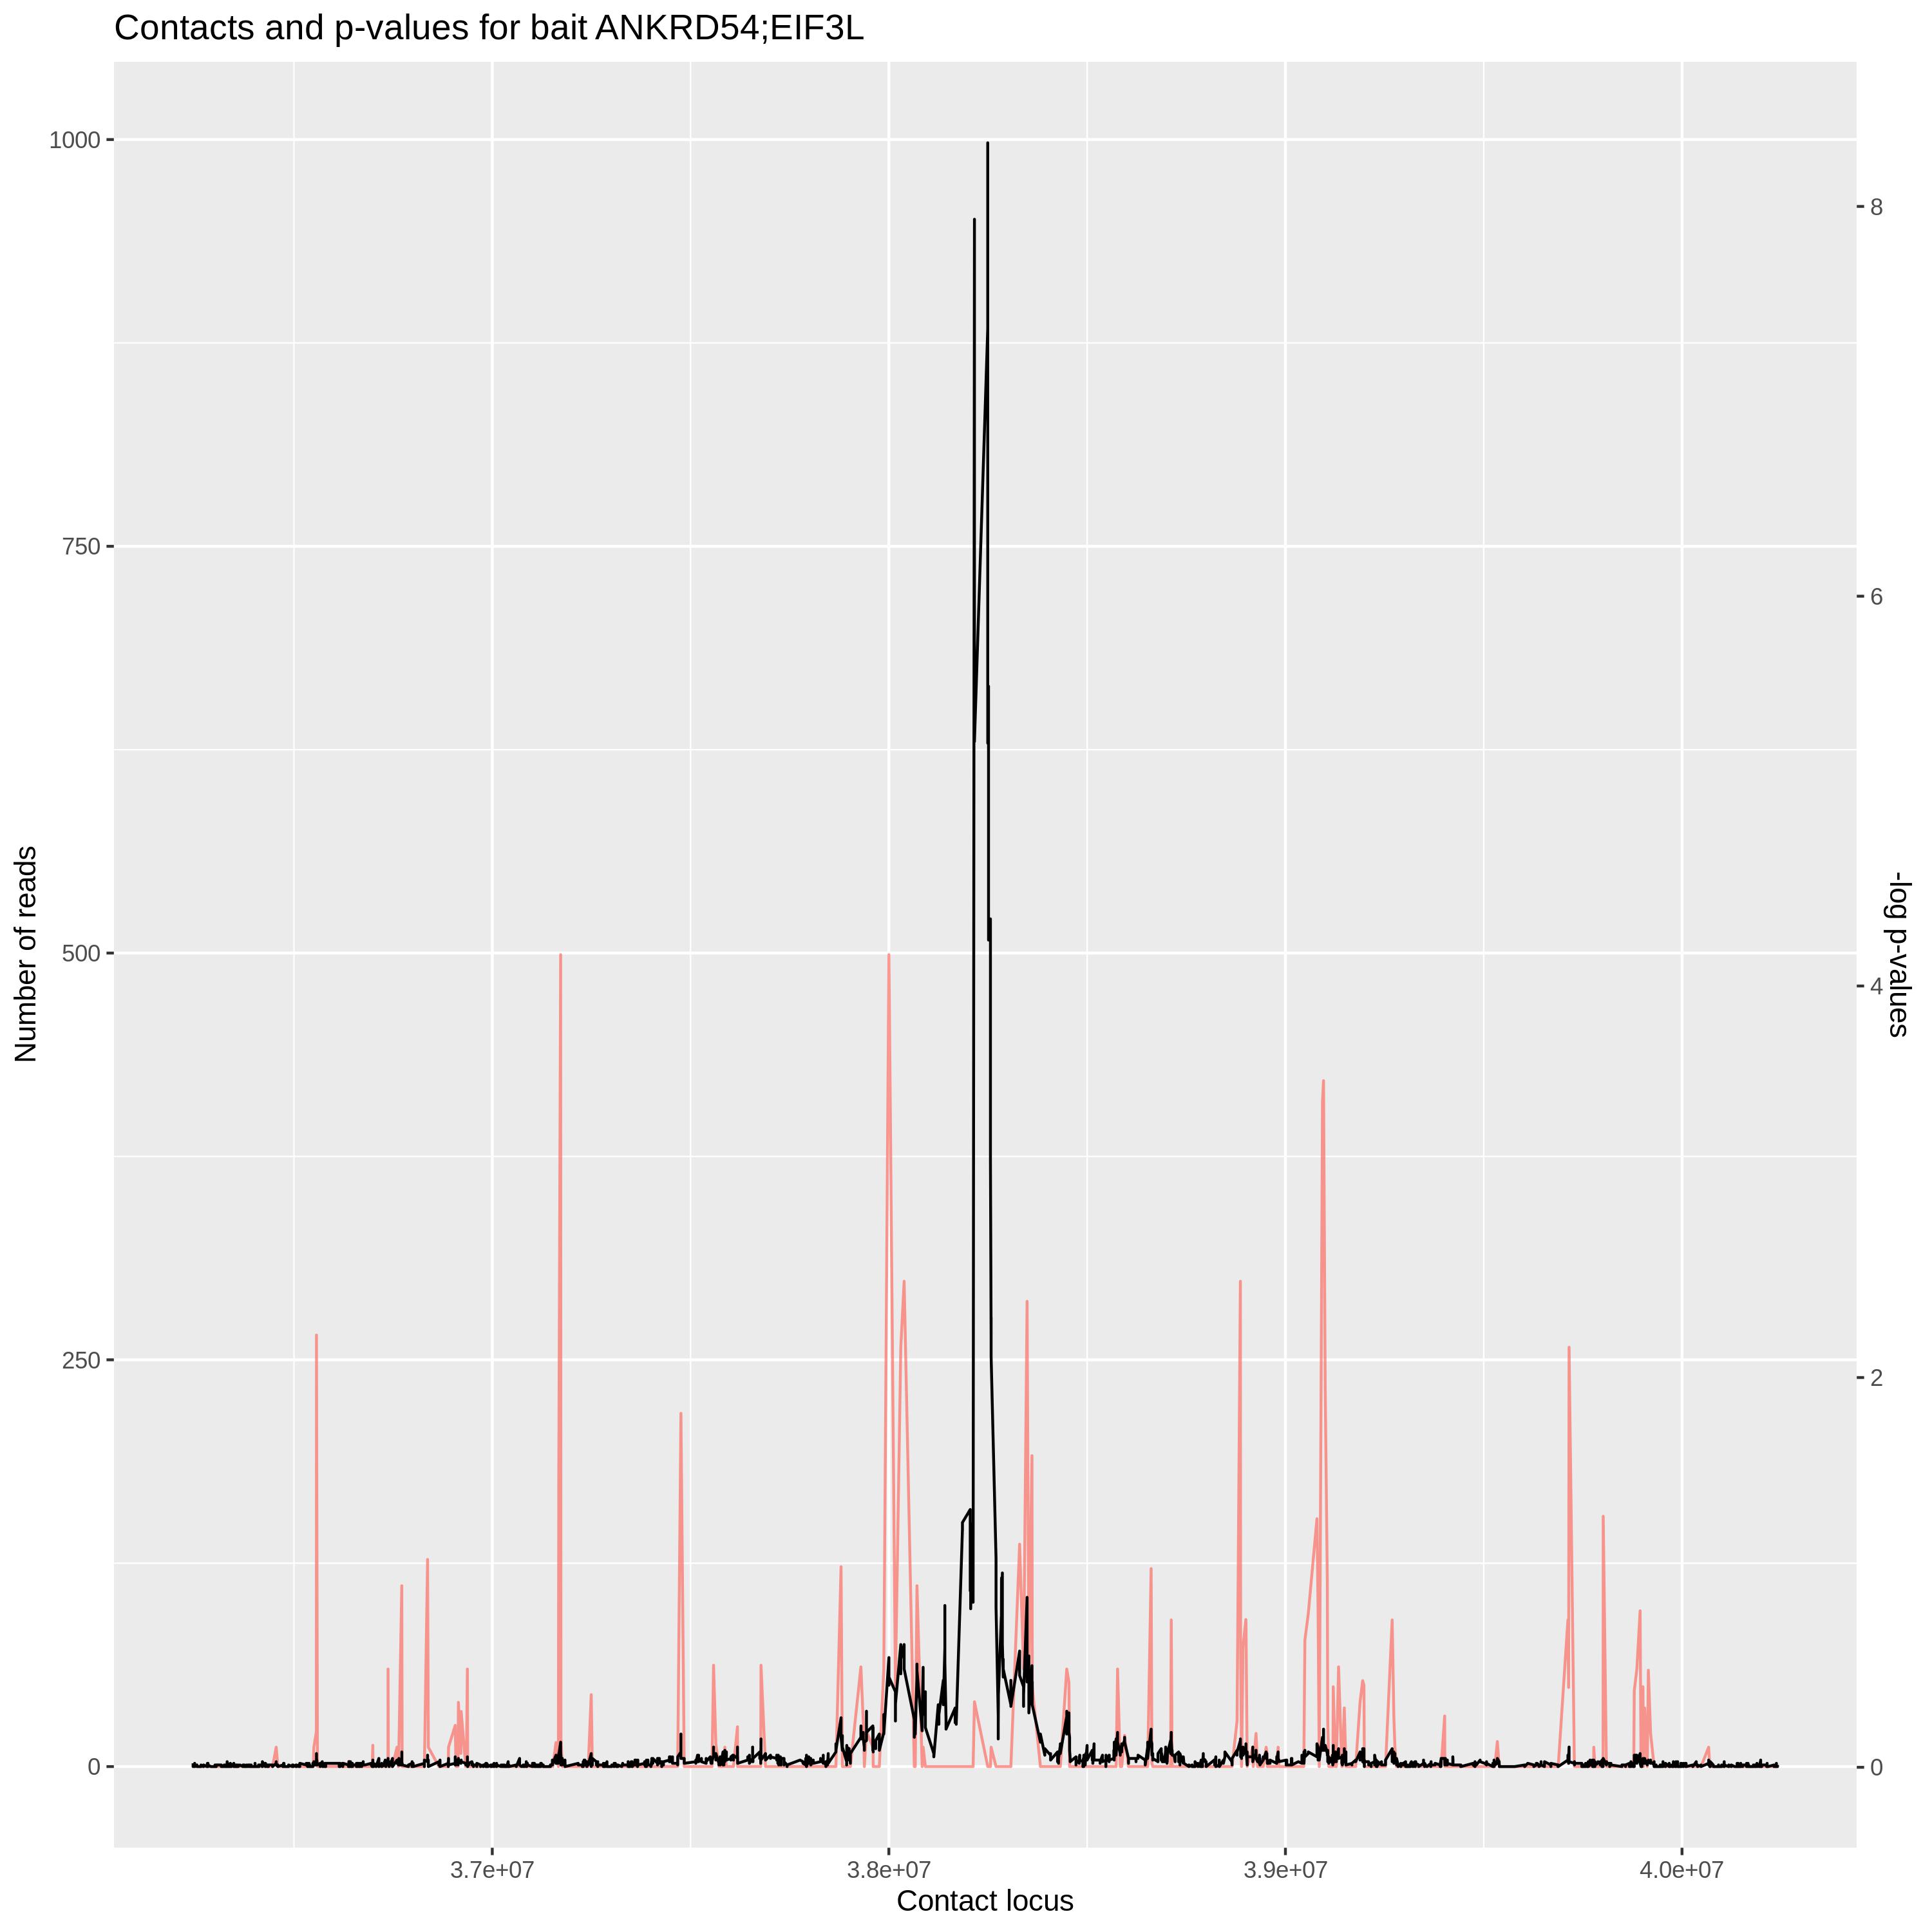 Contacts and p-values for bait ANKRD54;EIF3L
1000
750
500
250
0
Number of reads
8
6
4
2
0
-log p-values
3.7e+07
3.8e+07
3.9e+07
4.0e+07
Contact locus